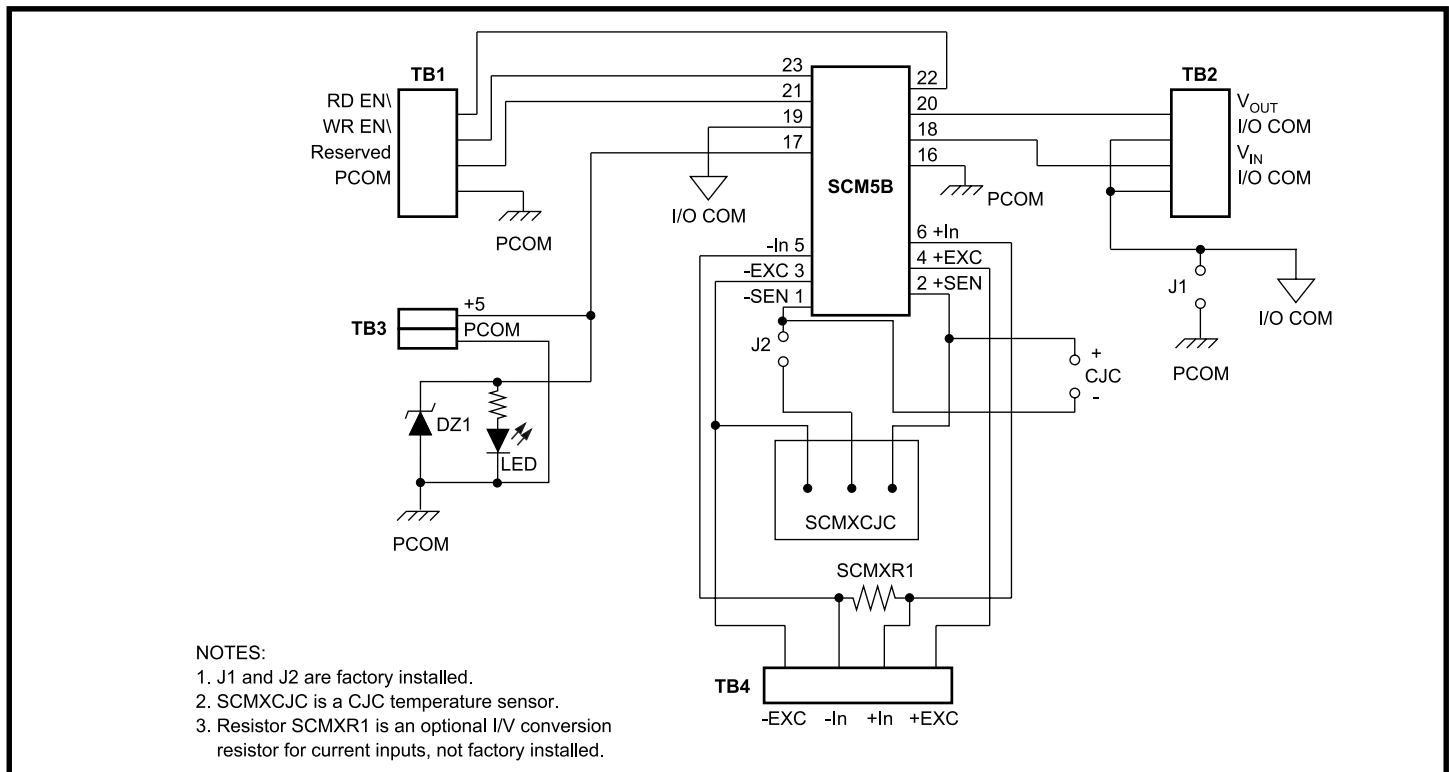 TB1
RD EN\
WR EN\
Reserved
PCOM
PCOM
23
21
19
17
I/O COM
SCM5B
22
20
18
16
PCOM
TB2
VOUT
I/O COM
VIN
I/O COM
J1
PCOM
I/O COM
-In 5
-EXC 3
-SEN 1
6 +In
4 +EXC
2 +SEN
TB3
+5
PCOM
DZ1
LED
PCOM
J2
+
CJC
-
SCMXCJC
SCMXR1
TB4
-EXC -In +In +EXC
NOTES:
1. J1 and J2 are factory installed.
2. SCMXCJC is a CJC temperature sensor.
3. Resistor SCMXR1 is an optional I/V conversion
resistor for current inputs, not factory installed.